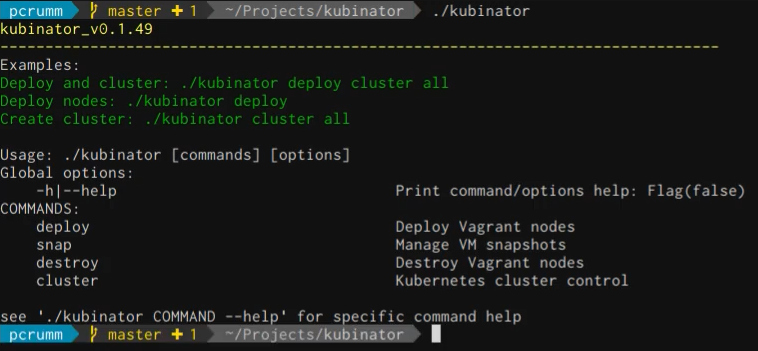 pcrumm master + 1 ~/Projects/kubinator ./kubinator
kubinator_v0.1.49
--------------------------------------------------------------------------------
Examples:
Deploy and cluster: ./kubinator deploy cluster all
Deploy nodes: ./kubinator deploy
Create cluster: ./kubinator cluster all
Usage: ./kubinator [commands] [options]
Global options:
-h|--help Print command/options help: Flag(false)
COMMANDS:
deploy Deploy Vagrant nodes
snap Manage VM snapshots
destroy Destroy Vagrant nodes
cluster Kubernetes cluster control
see './kubinator COMMAND --help' for specific command help
pcrumm master + 1 ~/Projects/kubinator